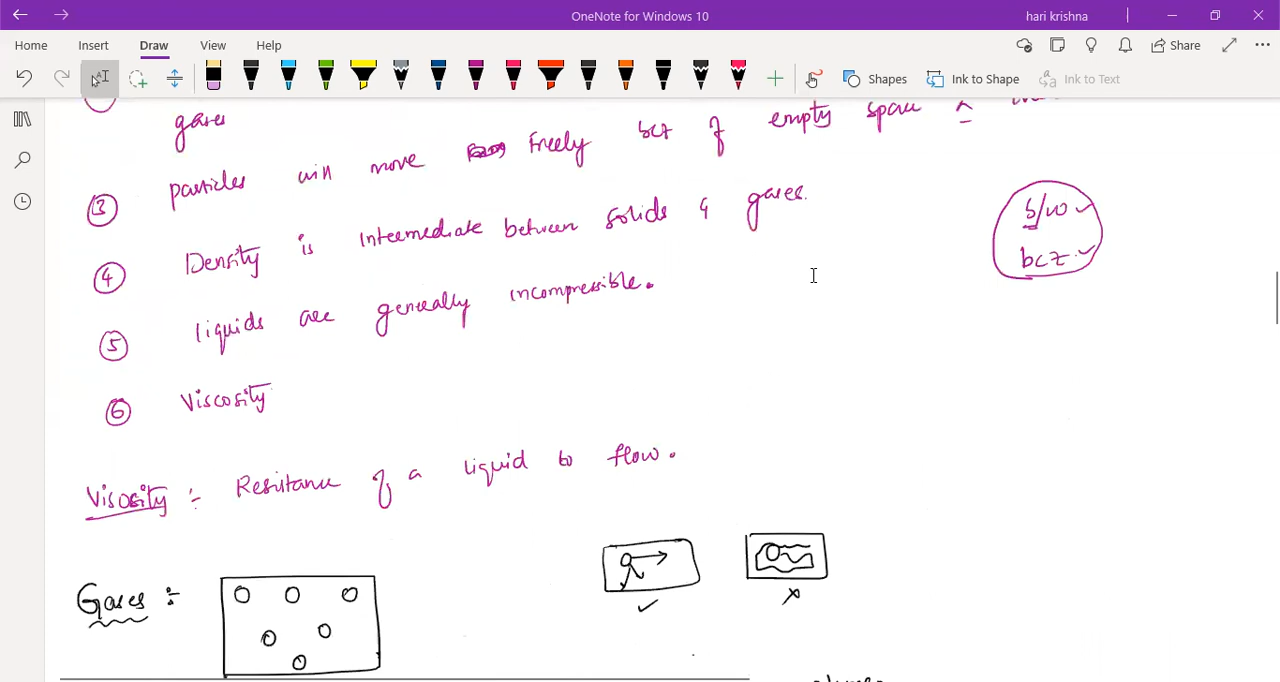 OneNote for Windows 10
hari krishna
Home Insert Draw View Help
Share
Shapes
Ink to Shape
Ink to Text
gases
③ particles will move freely bcz of empty space
④ Density is intermediate between solids & gases.
b/w
bcz
⑤ liquids are generally incompressible.
⑥ Viscosity
Viscosity :- Resistance of a liquid to flow.
Gases :-